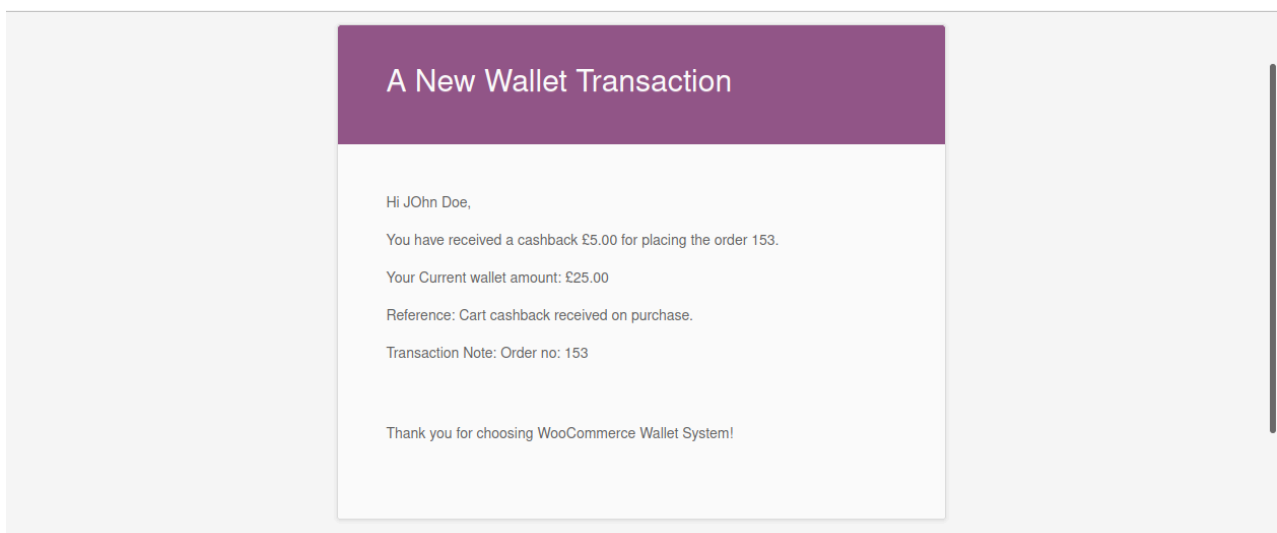 A New Wallet Transaction
Hi JOhn Doe,
You have received a cashback £5.00 for placing the order 153.
Your Current wallet amount: £25.00
Reference: Cart cashback received on purchase.
Transaction Note: Order no: 153
Thank you for choosing WooCommerce Wallet System!